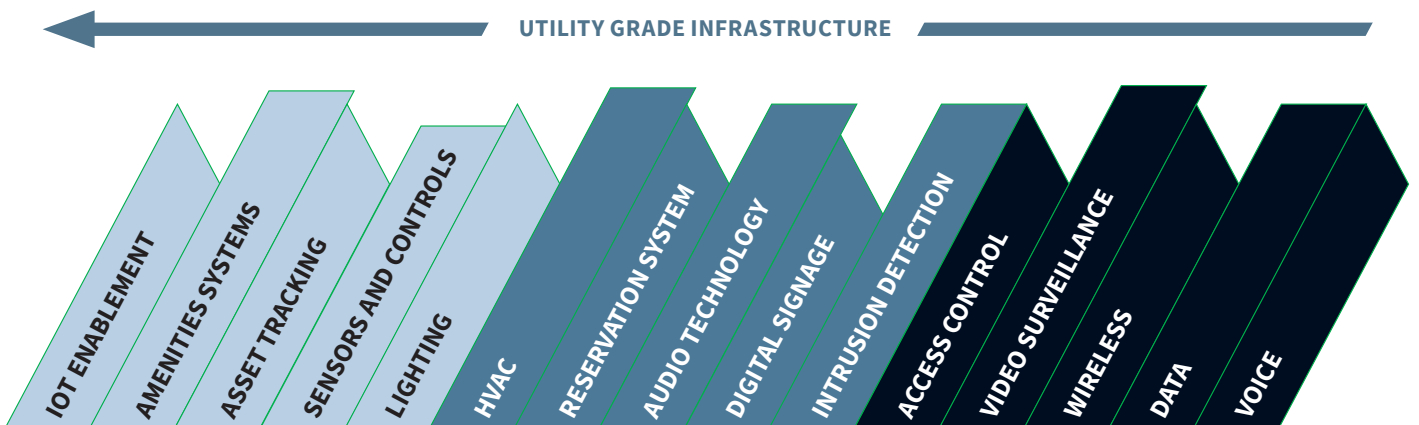 UTILITY GRADE INFRASTRUCTURE
IOT ENABLEMENT
AMENITIES SYSTEMS
ASSET TRACKING
SENSORS AND CONTROLS
LIGHTING
HVAC
RESERVATION SYSTEM
AUDIO TECHNOLOGY
DIGITAL SIGNAGE
INTRUSION DETECTION
ACCESS CONTROL
VIDEO SURVEILLANCE
WIRELESS
DATA
VOICE